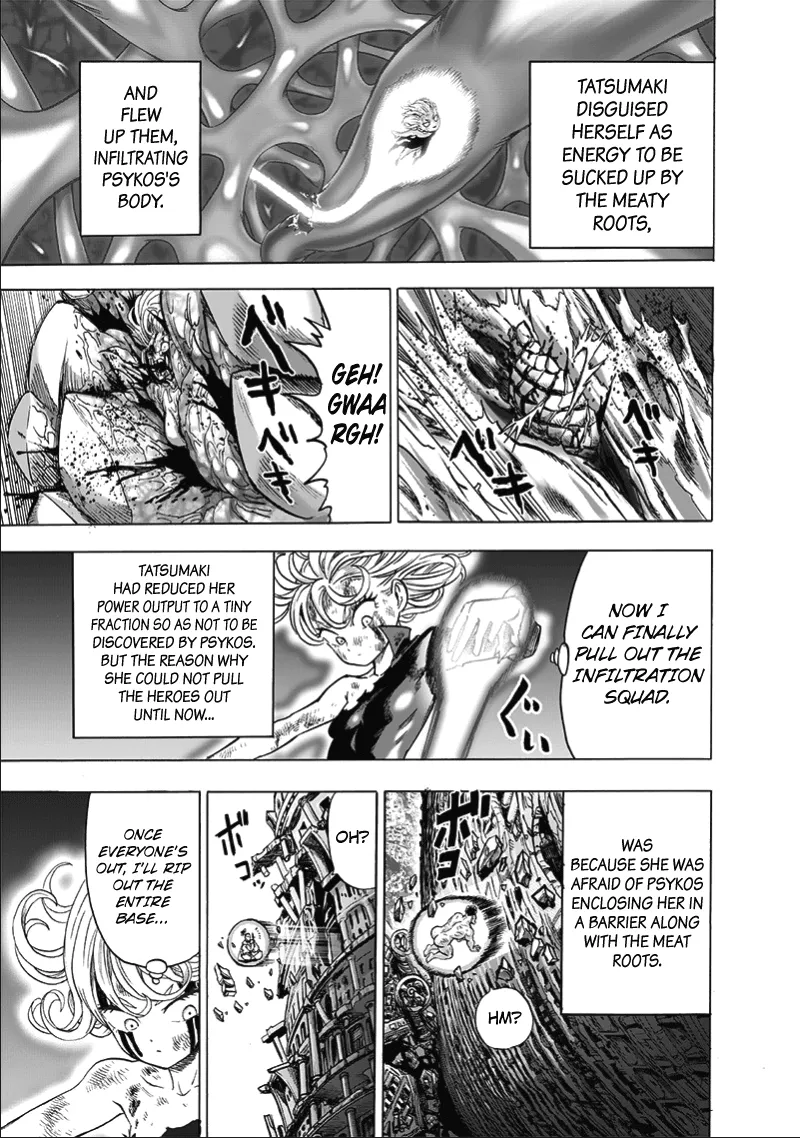 TATSUMAKI
DISGUISED
HERSELF AS
ENERGY TO BE
SUCKED UP BY
THE MEATY
ROOTS,
AND
FLEW
UP THEM,
INFILTRATING
PSYKOS'S
BODY.
ベキ
GEH!
GWAA
RGH!
ベキ
ベキ
NOW I
CAN FINALLY
PULL OUT THE
INFILTRATION
SQUAD.
ぐい
TATSUMAKI
HAD REDUCED HER
POWER OUTPUT TO A TINY
FRACTION SO AS NOT TO BE
DISCOVERED BY PSYKOS.
BUT THE REASON WHY
SHE COULD NOT PULL
THE HEROES OUT
UNTIL NOW...
WAS
BECAUSE SHE WAS
AFRAID OF PSYKOS
ENCLOSING HER IN
A BARRIER ALONG
WITH THE MEAT
ROOTS.
ボコ
HM?
OH?
ボコ
ONCE
EVERYONE'S
OUT, I'LL RIP
OUT THE
ENTIRE
BASE...